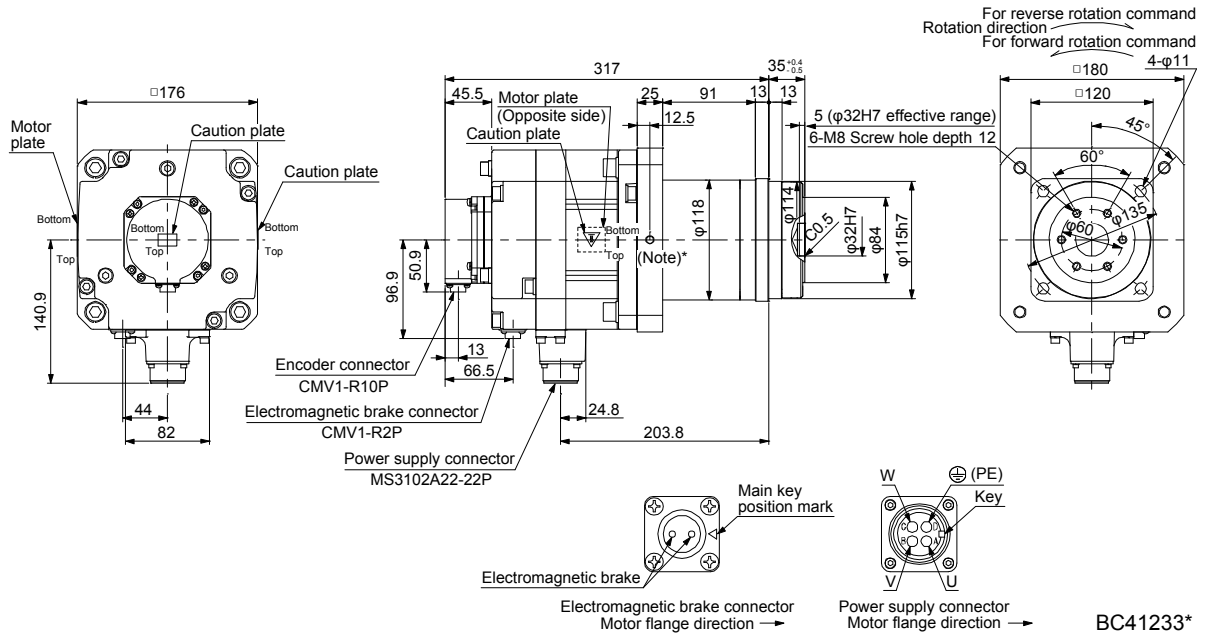 For reverse rotation command
Rotation direction
For forward rotation command
□176
Motor
plate
Caution plate
Caution plate
Bottom
Top
Bottom
Top
Bottom
Top
140.9
44
82
317
35 +0.4 -0.5
45.5
Motor plate
(Opposite side)
Caution plate
25
91
13
13
12.5
5 (φ32H7 effective range)
6-M8 Screw hole depth 12
Bottom
Top
(Note)*
φ118
φ114
C0.5
φ32H7
φ84
φ115h7
96.9
50.9
13
66.5
Encoder connector
CMV1-R10P
Electromagnetic brake connector
CMV1-R2P
Power supply connector
MS3102A22-22P
24.8
203.8
□180
4-φ11
□120
45°
60°
φ135
φ60
Main key
position mark
Electromagnetic brake
Electromagnetic brake connector
Motor flange direction
W
(PE)
Key
C
D
B
A
V
U
Power supply connector
Motor flange direction
BC41233*